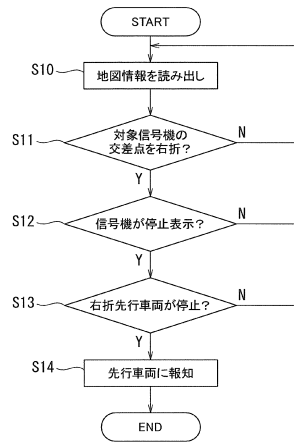 START
S10
地図情報を読み出し
S11
対象信号機の
交差点を右折?
N
Y
S12
信号機が停止表示?
N
Y
S13
右折先行車両が停止?
N
Y
S14
先行車両に報知
END